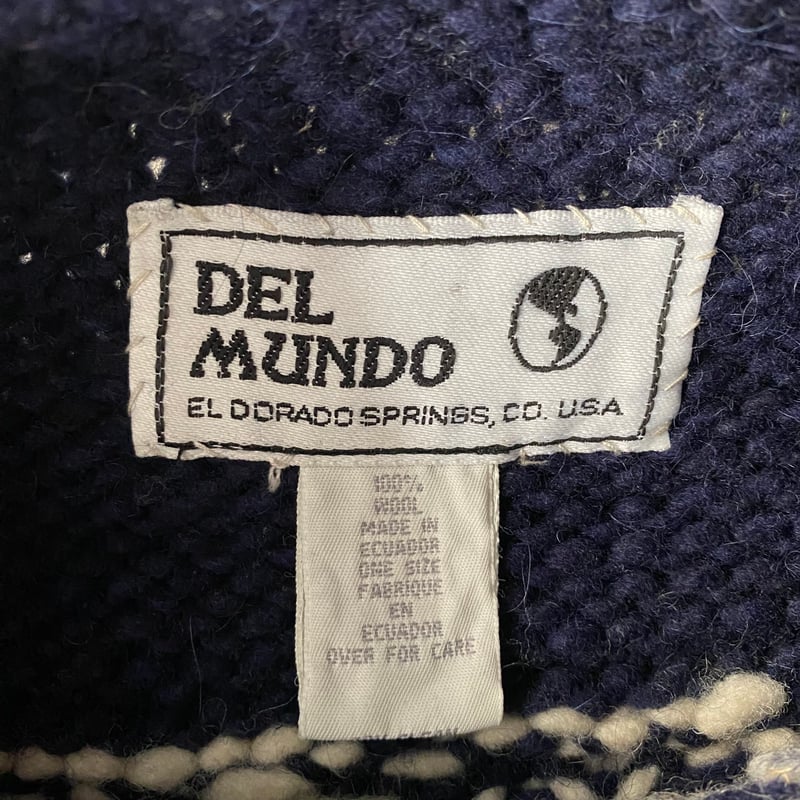 DEL
MUNDO
EL DORADO SPRINGS, CO. U.S.A
100%
WOOL
MADE IN
ECUADOR
ONE SIZE
FABRIQUE
EN
ECUADOR
OVER FOR CARE